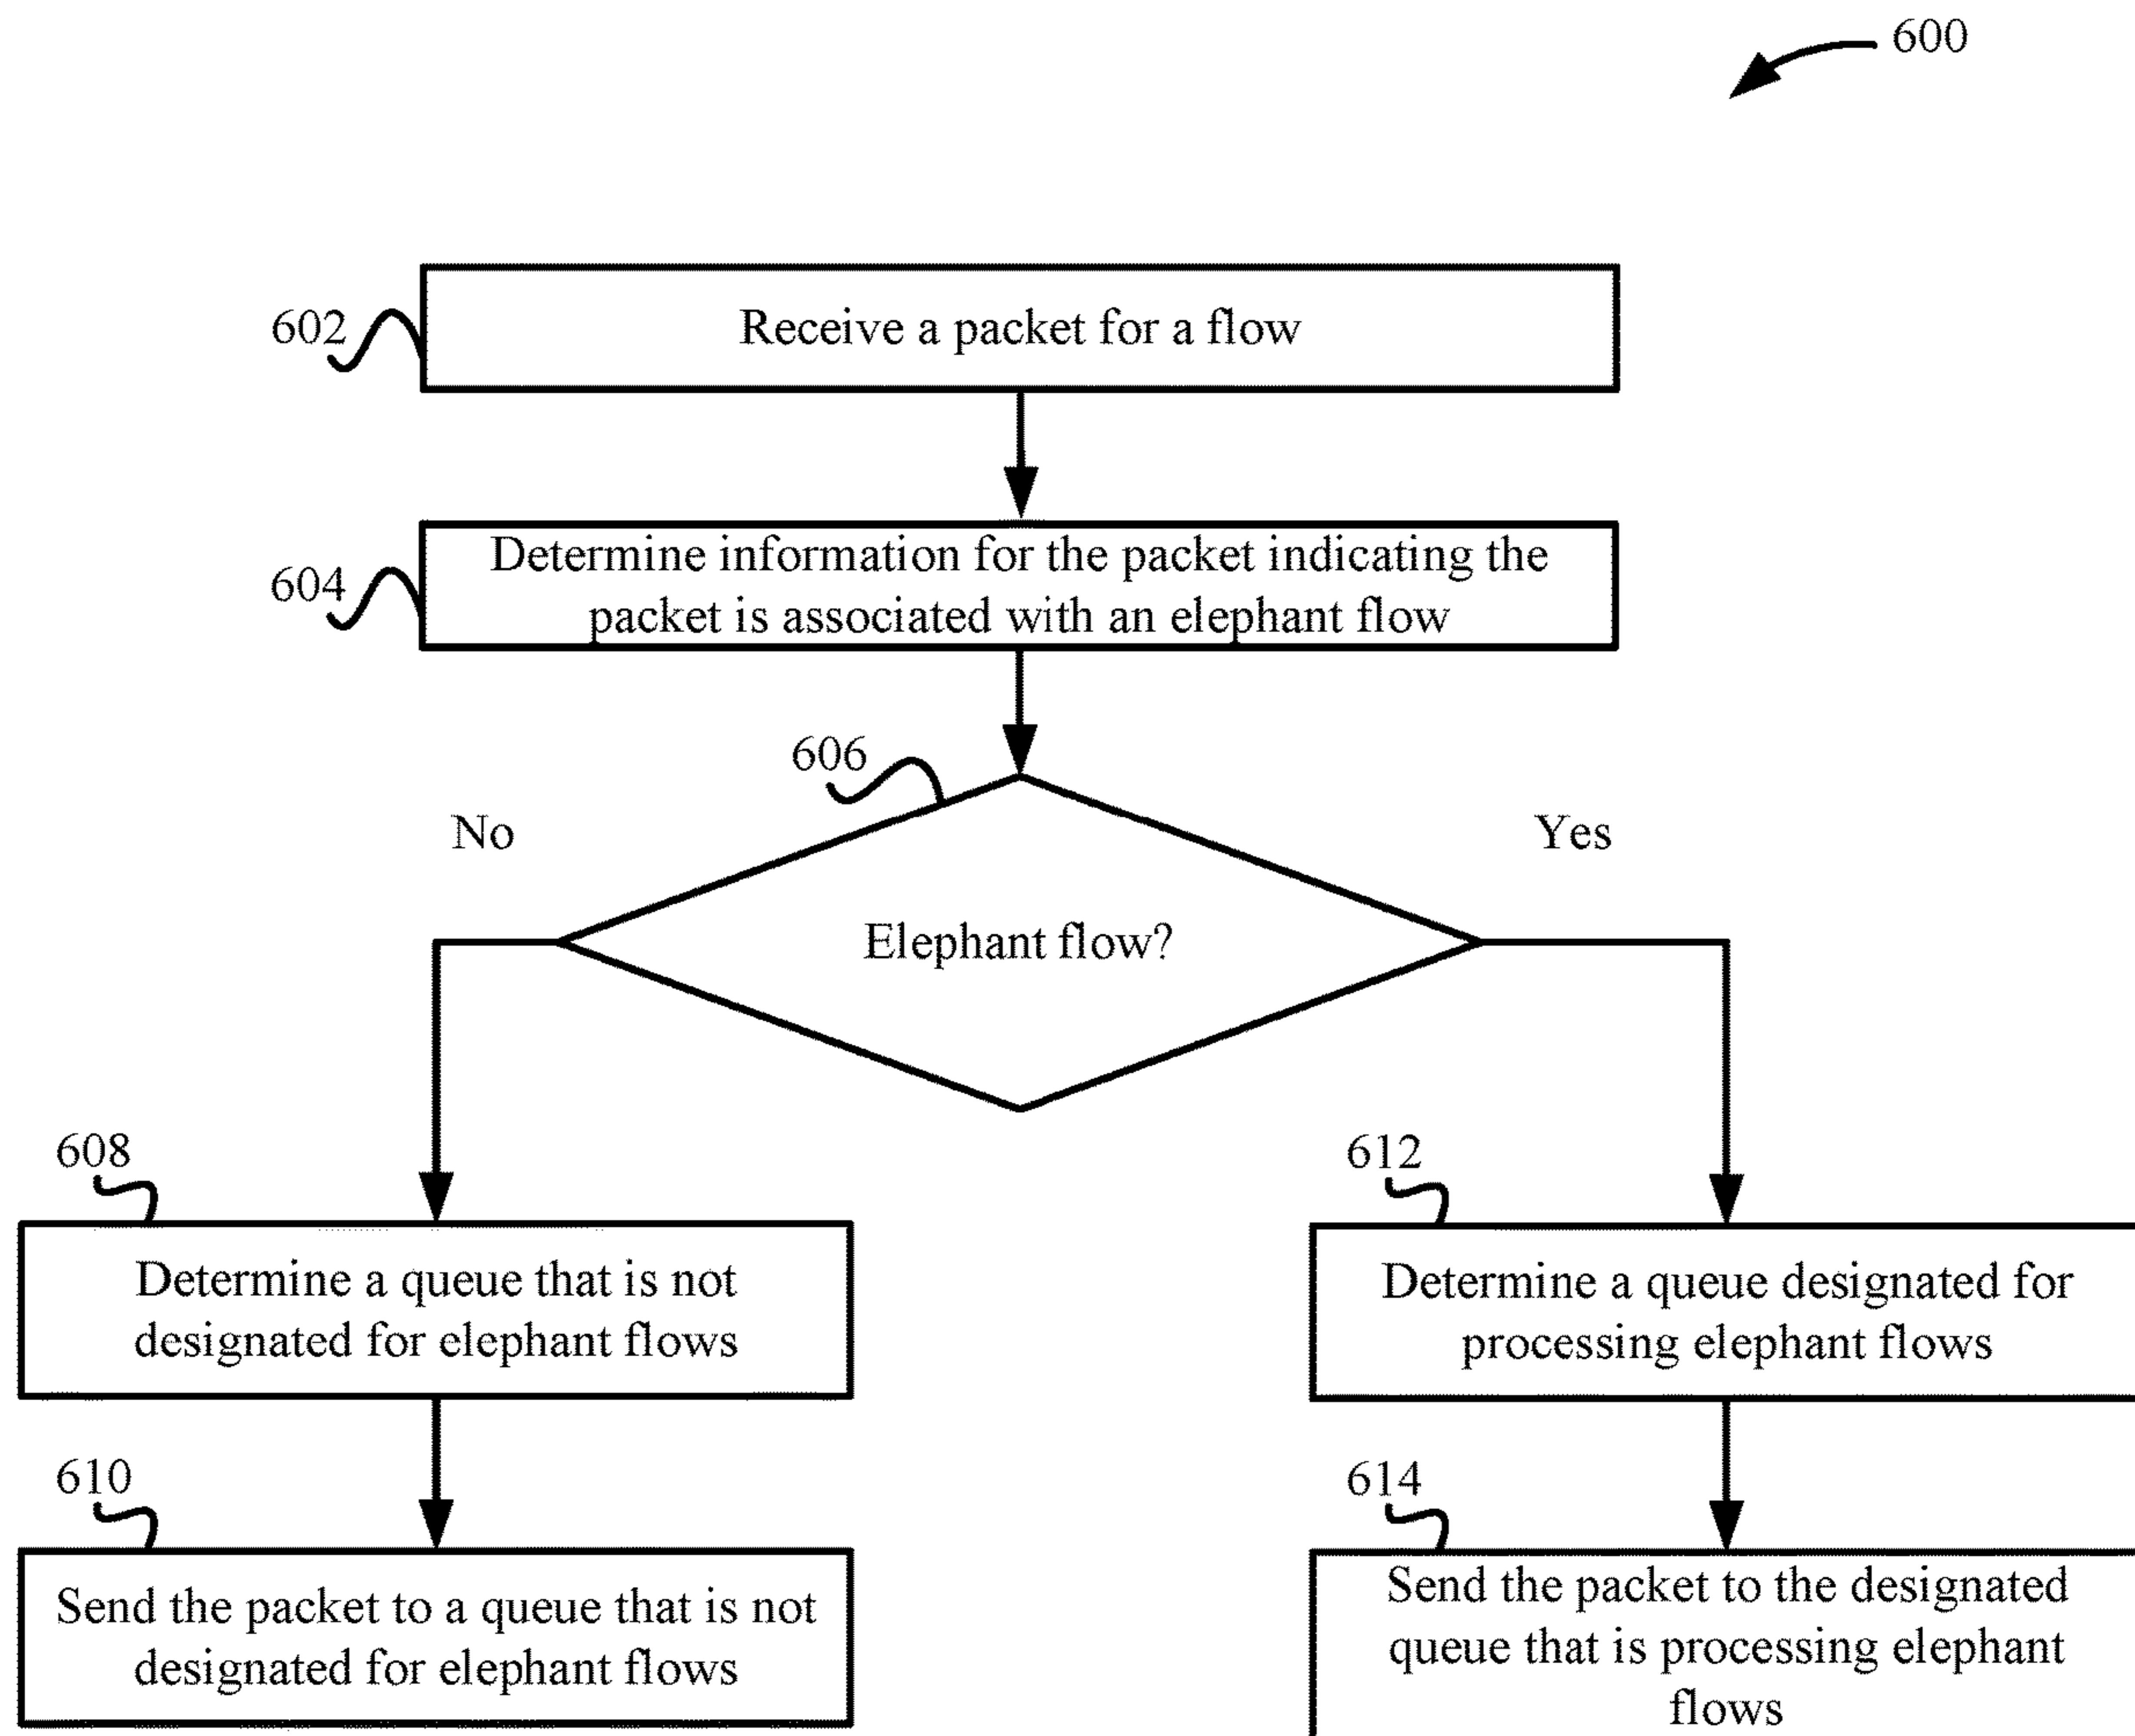 600
602
Receive a packet for a flow
604
Determine information for the packet indicating the
packet is associated with an elephant flow
606
No
Yes
Elephant flow?
608
Determine a queue that is not
designated for elephant flows
612
Determine a queue designated for
processing elephant flows
610
Send the packet to a queue that is not
designated for elephant flows
614
Send the packet to the designated
queue that is processing elephant
flows